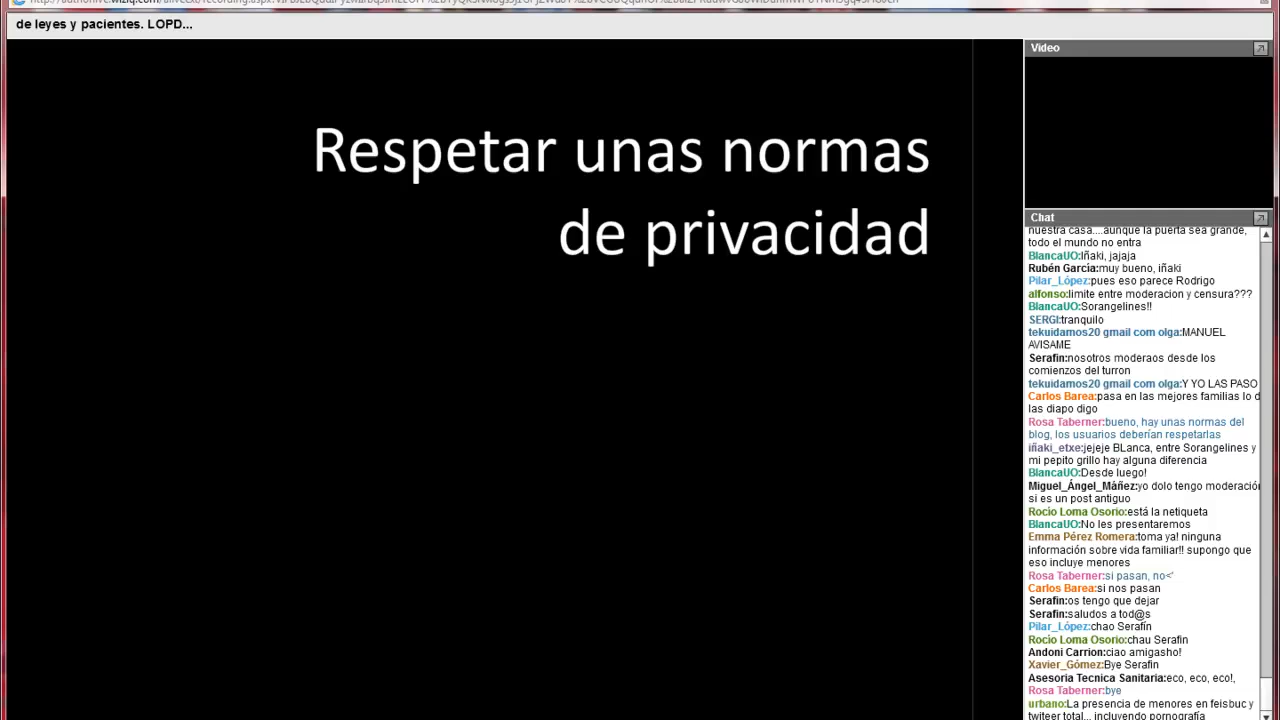 de leyes y pacientes. LOPD...
Respetar unas normas
de privacidad
Video
Chat
nuestra casa....aunque la puerta sea grande,
todo el mundo no entra
BlancaUO:Iñaki, jajaja
Rubén García:muy bueno, iñaki
Pilar_López:pues eso parece Rodrigo
alfonso:limite entre moderacion y censura???
BlancaUO:Sorangelines!!
SERGI:tranquilo
tekuidamos20 gmail com olga:MANUEL
AVISAME
Serafin:nosotros moderaos desde los
comienzos del turron
tekuidamos20 gmail com olga:Y YO LAS PASO
Carlos Barea:pasa en las mejores familias lo d
las diapo digo
Rosa Taberner:bueno, hay unas normas del
blog, los usuarios deberían respetarlas
iñaki_etxe:jejeje BLanca, entre Sorangelines y
mi pepito grillo hay alguna diferencia
BlancaUO:Desde luego!
Miguel_Ángel_Máñez:yo dolo tengo moderación
si es un post antiguo
Rocío Loma Osorio:está la netiqueta
BlancaUO:No les presentaremos
Emma Pérez Romera:toma ya! ninguna
información sobre vida familiar!! supongo que
eso incluye menores
Rosa Taberner:si pasan, no<'
Carlos Barea:si nos pasan
Serafin:os tengo que dejar
Serafin:saludos a tod@s
Pilar_López:chao Serafín
Rocío Loma Osorio:chau Serafin
Andoni Carrion:ciao amigasho!
Xavier_Gómez:Bye Serafin
Asesoria Tecnica Sanitaria:eco, eco, eco!,
Rosa Taberner:bye
urbano:La presencia de menores en feisbuc y
twiteer total... incluyendo pornografía